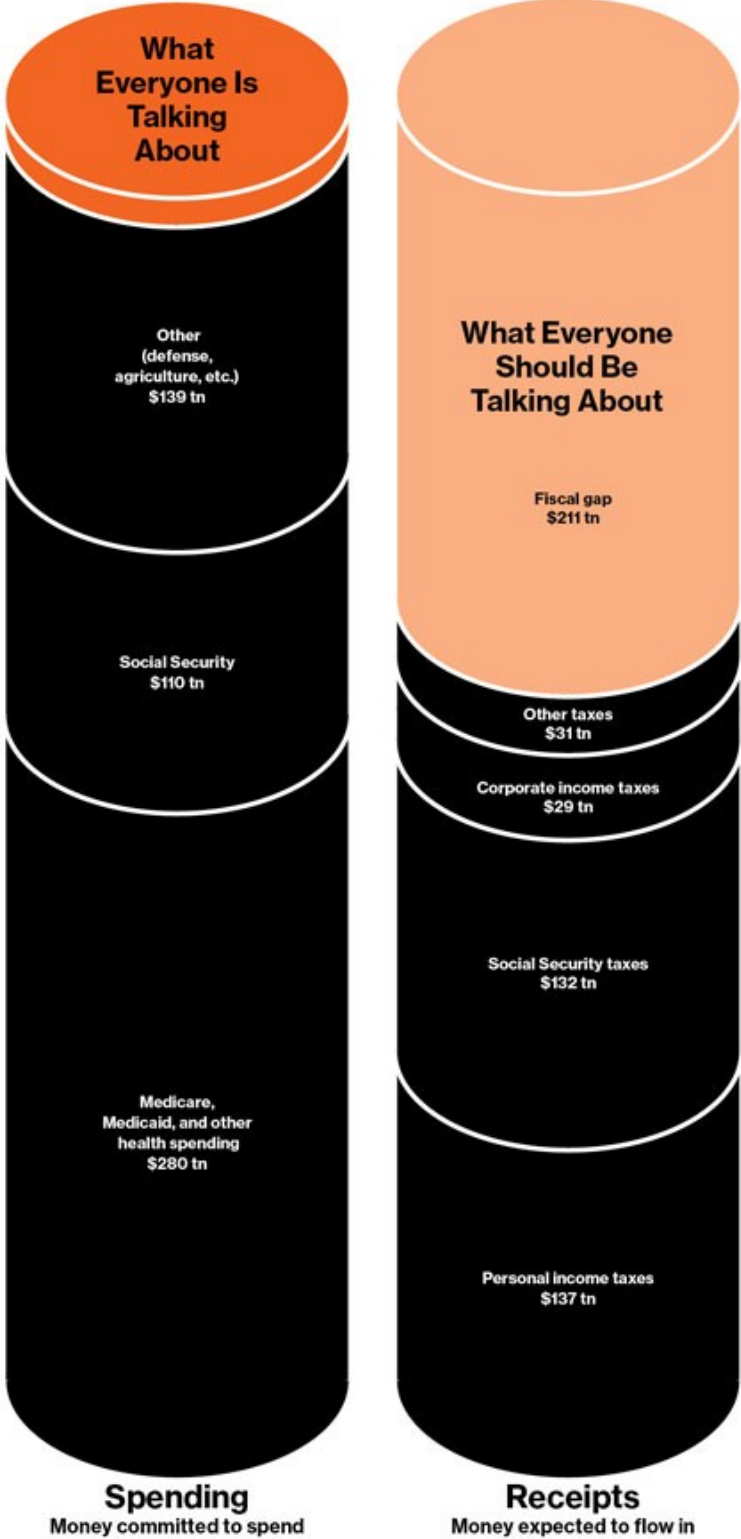 What
Everyone Is
Talking
About
Other
(defense,
agriculture, etc.)
$139 tn
Social Security
$110 tn
Medicare,
Medicaid, and other
health spending
$280 tn
Spending
Money committed to spend
What Everyone
Should Be
Talking About
Fiscal gap
$211 tn
Other taxes
$31 tn
Corporate income taxes
$29 tn
Social Security taxes
$132 tn
Personal income taxes
$137 tn
Receipts
Money expected to flow in